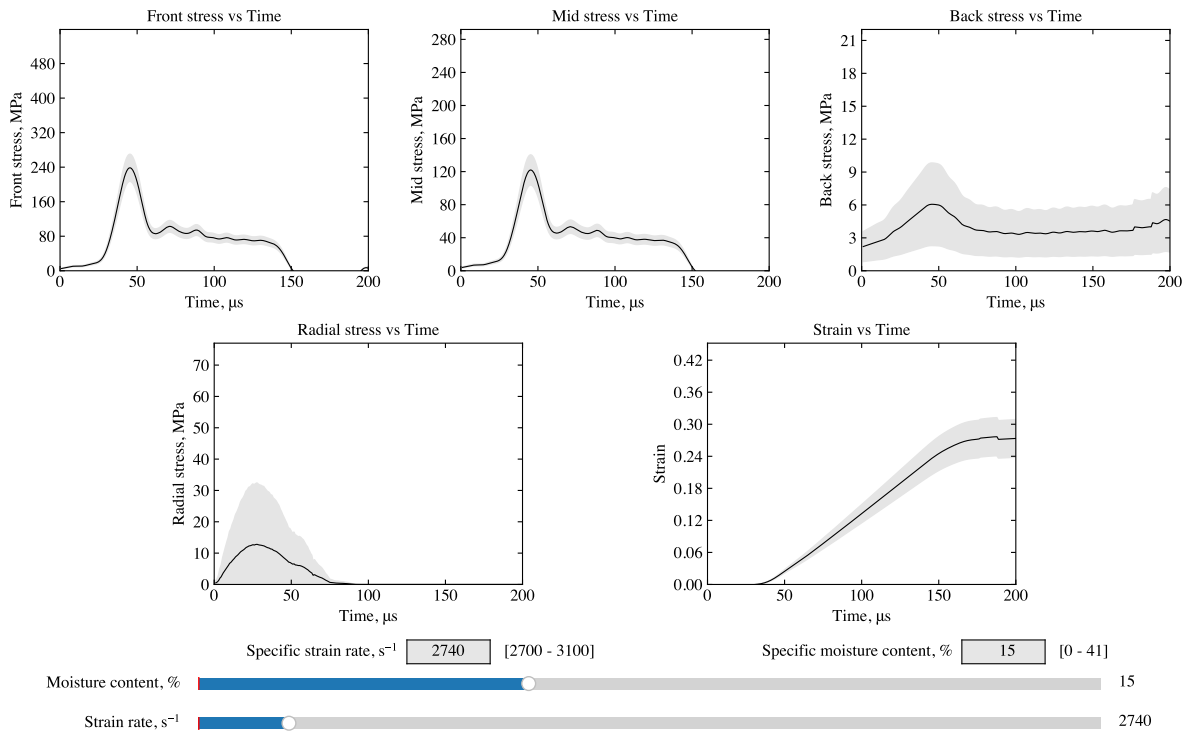 Front stress vs Time
Front stress, MPa
480
400
320
240
160
80
0
0 50 100 150 200
Time, μs
Mid stress vs Time
Mid stress, MPa
280
240
200
160
120
80
40
0
0 50 100 150 200
Time, μs
Back stress vs Time
Back stress, MPa
21
18
15
12
9
6
3
0
0 50 100 150 200
Time, μs
Radial stress vs Time
Radial stress, MPa
70
60
50
40
30
20
10
0
0 50 100 150 200
Time, μs
Strain vs Time
Strain
0.42
0.36
0.30
0.24
0.18
0.12
0.06
0.00
0 50 100 150 200
Time, μs
Specific strain rate, s⁻¹ 2740 [2700 - 3100]
Specific moisture content, % 15 [0 - 41]
Moisture content, % 15
Strain rate, s⁻¹ 2740